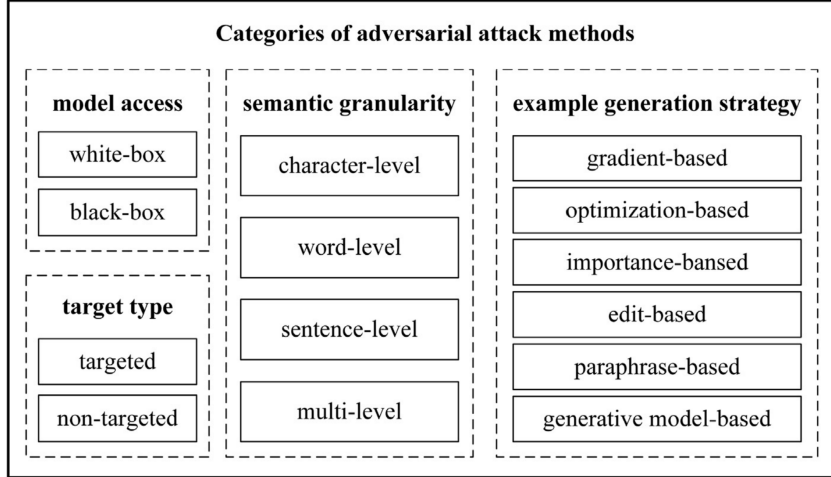 Categories of adversarial attack methods
model access
white-box
black-box
target type
targeted
non-targeted
semantic granularity
character-level
word-level
sentence-level
multi-level
example generation strategy
gradient-based
optimization-based
importance-bansed
edit-based
paraphrase-based
generative model-based